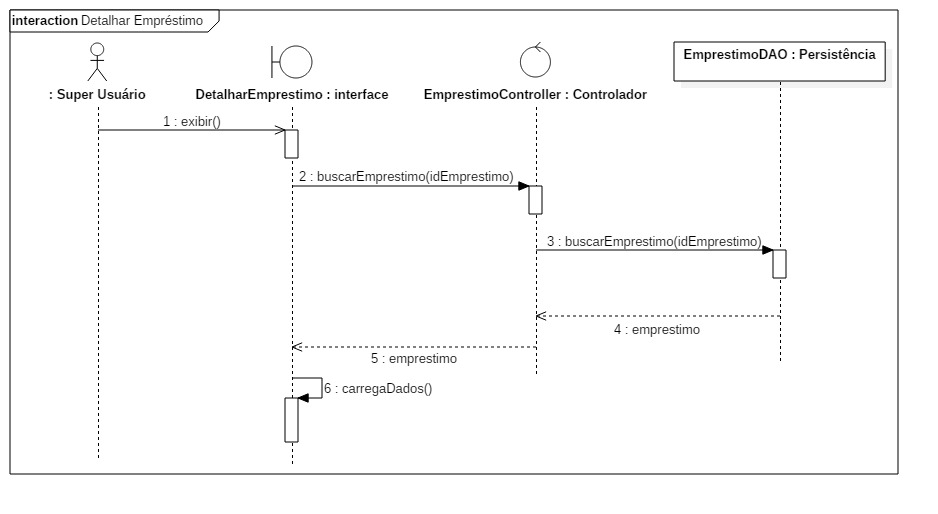 interaction Detalhar Empréstimo
: Super Usuário
DetalharEmprestimo : interface
EmprestimoController : Controlador
EmprestimoDAO : Persistência
1 : exibir()
2 : buscarEmprestimo(idEmprestimo)
3 : buscarEmprestimo(idEmprestimo)
4 : emprestimo
5 : emprestimo
6 : carregaDados()